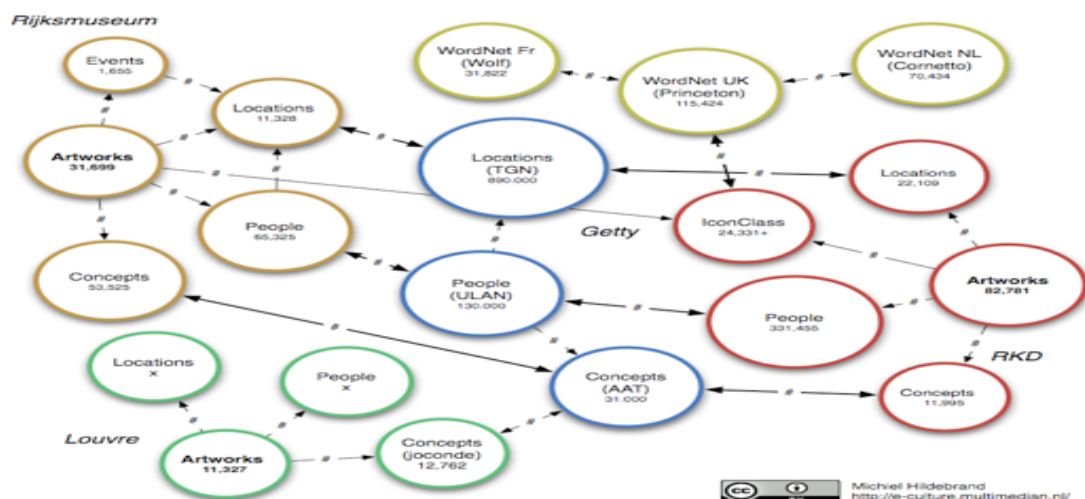 Rijksmuseum
Events
1,655
Locations
11,328
Artworks
31,699
People
65,325
Concepts
53,525
WordNet Fr
(Wolf)
31,822
WordNet UK
(Princeton)
115,424
WordNet NL
(Cornetto)
70,434
Locations
(TGN)
890.000
Getty
People
(ULAN)
130.000
Concepts
(AAT)
31.000
Locations
22,109
IconClass
24,331+
Artworks
82,781
People
331,455
RKD
Concepts
11,995
Locations
x
People
x
Louvre
Artworks
11,327
Concepts
(joconde)
12,762
cc
Michiel Hildebrand
http://e-culture.multimedian.nl/